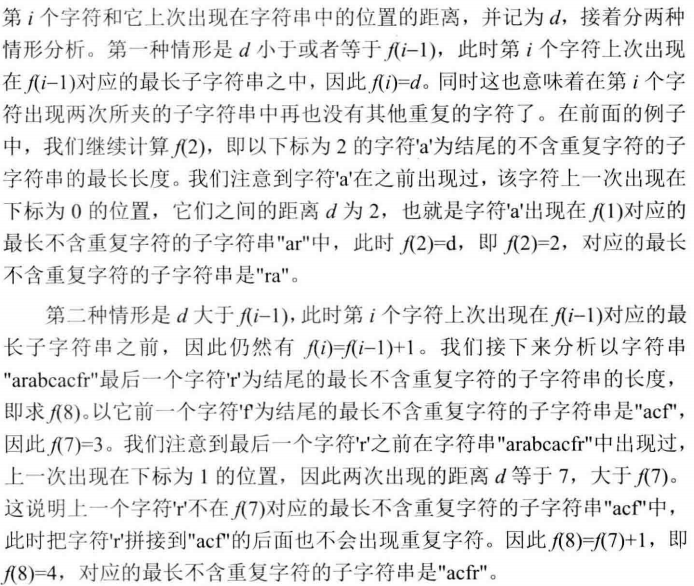 第 i 个字符和它上次出现在字符串中的位置的距离，并记为 d，接着分两种
情形分析。第一种情形是 d 小于或者等于 f(i–1)，此时第 i 个字符上次出现
在 f(i–1)对应的最长子字符串之中，因此 f(i)=d。同时这也意味着在第 i 个字
符出现两次所夹的子字符串中再也没有其他重复的字符了。在前面的例子
中，我们继续计算 f(2)，即以下标为 2 的字符'a'为结尾的不含重复字符的子
字符串的最长长度。我们注意到字符'a'在之前出现过，该字符上一次出现在
下标为 0 的位置，它们之间的距离 d 为 2，也就是字符'a'出现在 f(1)对应的
最长不含重复字符的子字符串"ar"中，此时 f(2)=d，即 f(2)=2，对应的最长
不含重复字符的子字符串是"ra"。
第二种情形是 d 大于 f(i–1)，此时第 i 个字符上次出现在 f(i–1)对应的最
长子字符串之前，因此仍然有 f(i)=f(i–1)+1。我们接下来分析以字符串
"arabcacfr"最后一个字符'r'为结尾的最长不含重复字符的子字符串的长度，
即求 f(8)。以它前一个字符'f'为结尾的最长不含重复字符的子字符串是"acf"，
因此 f(7)=3。我们注意到最后一个字符'r'之前在字符串"arabcacfr"中出现过，
上一次出现在下标为 1 的位置，因此两次出现的距离 d 等于 7，大于 f(7)。
这说明上一个字符'r'不在 f(7)对应的最长不含重复字符的子字符串"acf"中，
此时把字符'r'拼接到"acf"的后面也不会出现重复字符。因此 f(8)=f(7)+1，即
f(8)=4，对应的最长不含重复字符的子字符串是"acfr"。